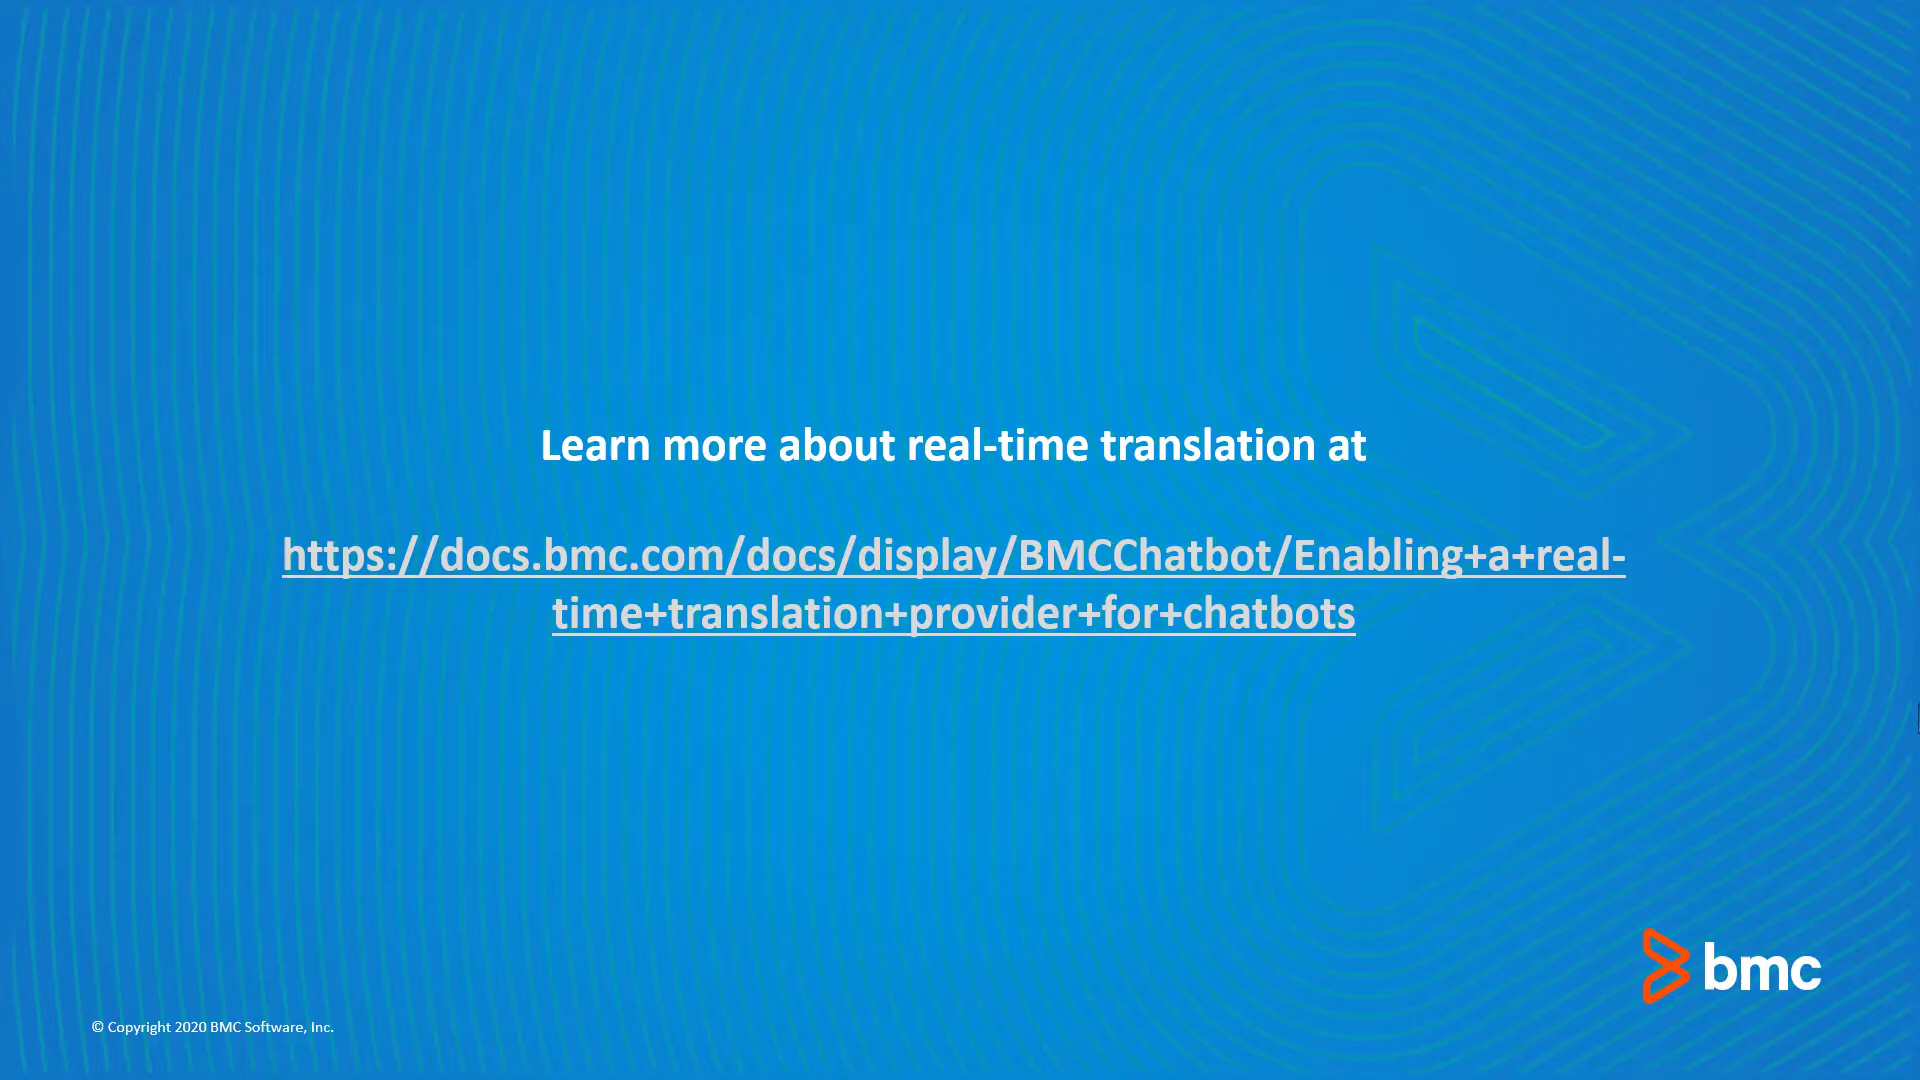 Learn more about real-time translation at
https://docs.bmc.com/docs/display/BMCChatbot/Enabling+a+real-
time+translation+provider+for+chatbots
bmc
© Copyright 2020 BMC Software, Inc.